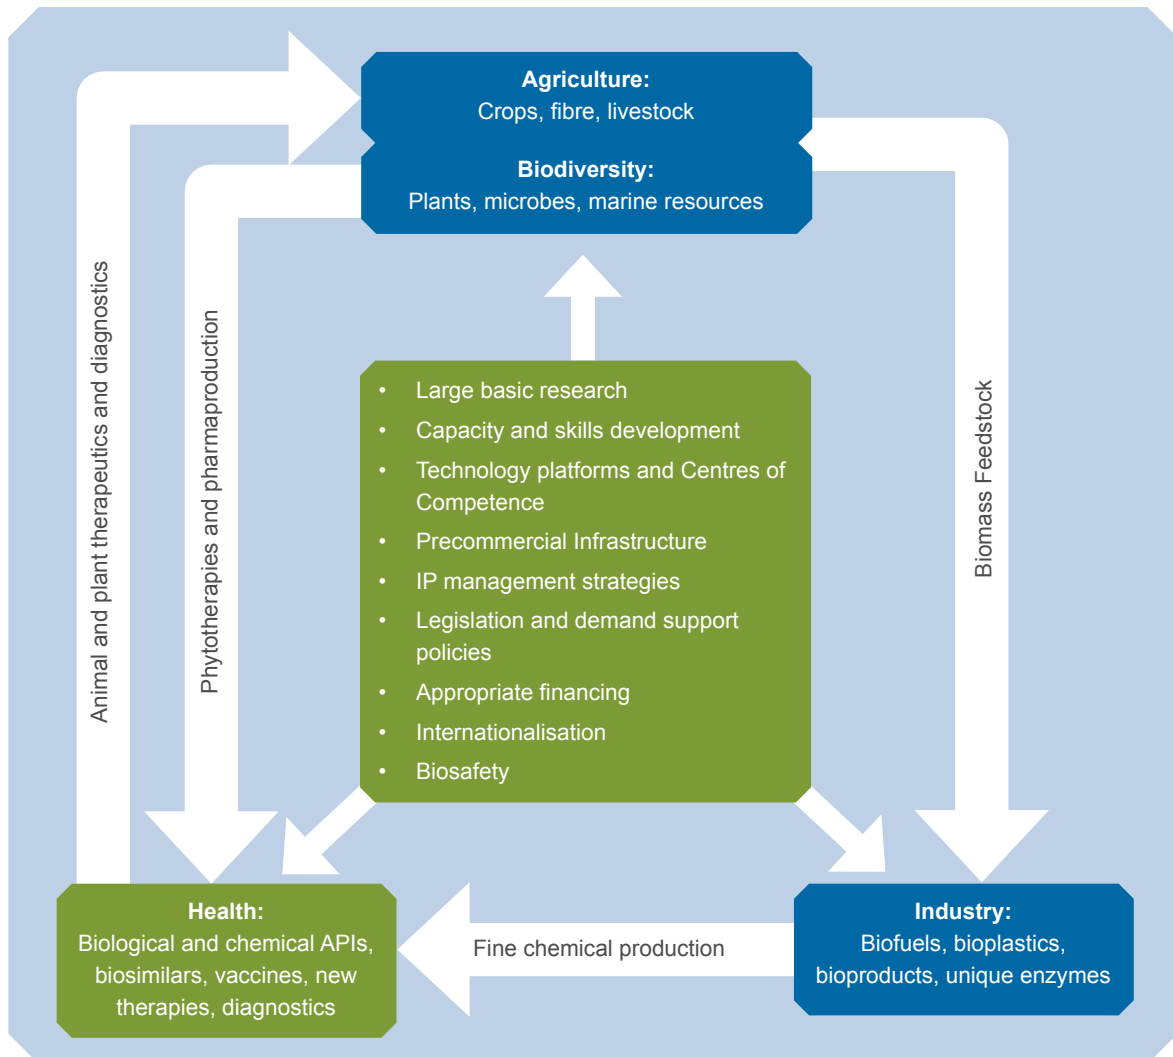 Agriculture:
Crops, fibre, livestock
Biodiversity:
Plants, microbes, marine resources
Animal and plant therapeutics and diagnostics
Phytotherapies and pharmaproduction
• Large basic research
• Capacity and skills development
• Technology platforms and Centres of
Competence
• Precommercial Infrastructure
• IP management strategies
• Legislation and demand support
policies
• Appropriate financing
• Internationalisation
• Biosafety
Biomass Feedstock
Health:
Biological and chemical APIs,
biosimilars, vaccines, new
therapies, diagnostics
Fine chemical production
Industry:
Biofuels, bioplastics,
bioproducts, unique enzymes